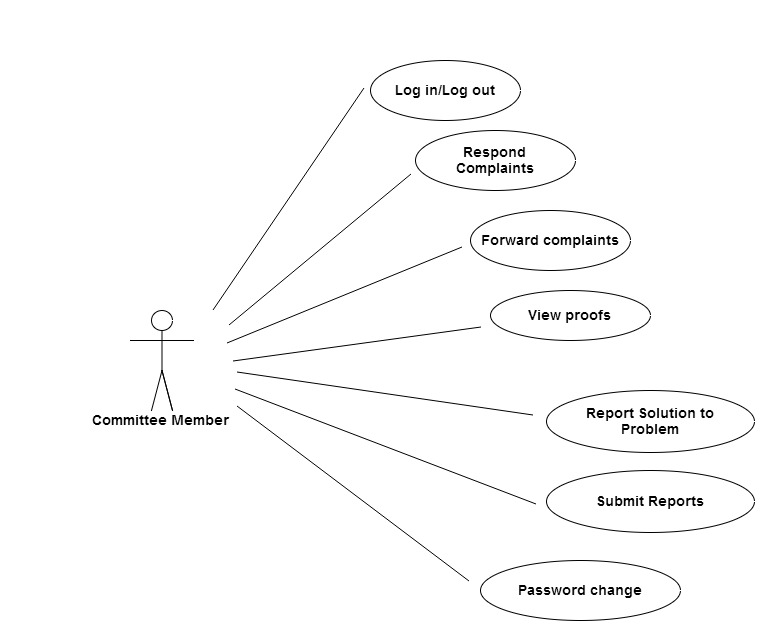 Log in/Log out
Respond
Complaints
Forward complaints
View proofs
Committee Member
Report Solution to
Problem
Submit Reports
Password change